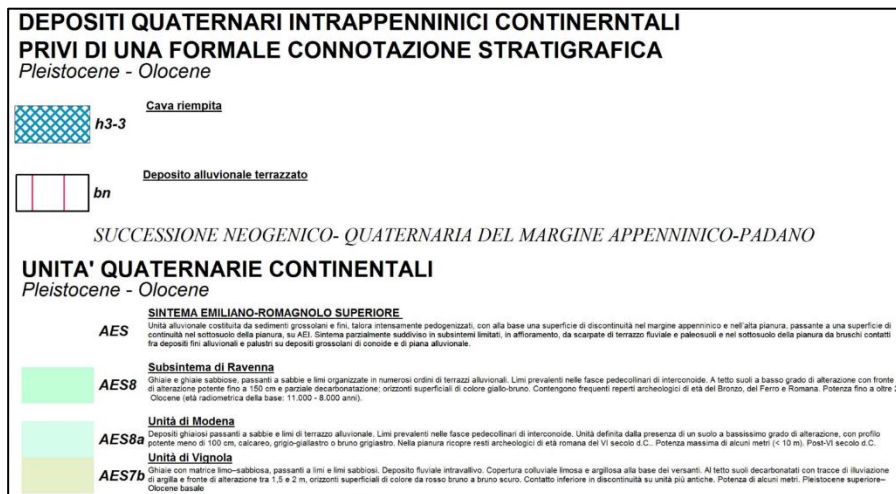 DEPOSITI QUATERNARI INTRAPPENNINICI CONTINERNTALI
PRIVI DI UNA FORMALE CONNOTAZIONE STRATIGRAFICA
Pleistocene - Olocene
Cava riempita
h3-3
Deposito alluvionale terrazzato
bn
SUCCESSIONE NEOGENICO- QUATERNARIA DEL MARGINE APPENNINICO-PADANO
UNITA' QUATERNARIE CONTINENTALI
Pleistocene - Olocene
SINTEMA EMILIANO-ROMAGNOLO SUPERIORE
AES
Unità alluvionale costituita da sedimenti grossolani e fini, talora intensamente pedogenizzati, con alla base una superficie di discontinuità nel margine appenninico e nell'alta pianura, passante a una superficie di
continuità nel sottosuolo della pianura, su AEI. Sintema parzialmente suddiviso in subsintemi limitati, in affioramento, da scarpate di terrazzo fluviale e paleosuoli e nel sottosuolo della pianura da bruschi contatti
fra depositi fini alluvionali e palustri su depositi grossolani di conoide e di piana alluvionale.
Subsintema di Ravenna
AES8
Ghiaie e ghiaie sabbiose, passanti a sabbie e limi organizzate in numerosi ordini di terrazzi alluvionali. Limi prevalenti nelle fasce pedecollinari di interconoide. A tetto suoli a basso grado di alterazione con fronte
di alterazione potente fino a 150 cm e parziale decarbonatazione; orizzonti superficiali di colore giallo-bruno. Contengono frequenti reperti archeologici di età del Bronzo, del Ferro e Romana. Potenza fino a oltre 2
Olocene (età radiometrica della base: 11.000 - 8.000 anni).
Unità di Modena
AES8a
Depositi ghiaiosi passanti a sabbie e limi di terrazzo alluvionale. Limi prevalenti nelle fasce pedecollinari di interconoide. Unità definita dalla presenza di un suolo a bassissimo grado di alterazione, con profilo
potente meno di 100 cm, calcareo, grigio-giallastro o bruno grigiastro. Nella pianura ricopre resti archeologici di età romana del VI secolo d.C.. Potenza massima di alcuni metri (< 10 m). Post-VI secolo d.C.
Unità di Vignola
AES7b
Ghiaie con matrice limo–sabbiosa, passanti a limi e limi sabbiosi. Deposito fluviale intravallivo. Copertura colluviale limosa e argillosa alla base dei versanti. Al tetto suoli decarbonatati con tracce di illuviazione
di argilla e fronte di alterazione tra 1,5 e 2 m, orizzonti superficiali di colore da rosso bruno a bruno scuro. Contatto inferiore in discontinuità su unità più antiche. Potenza di alcuni metri. Pleistocene superiore–
Olocene basale